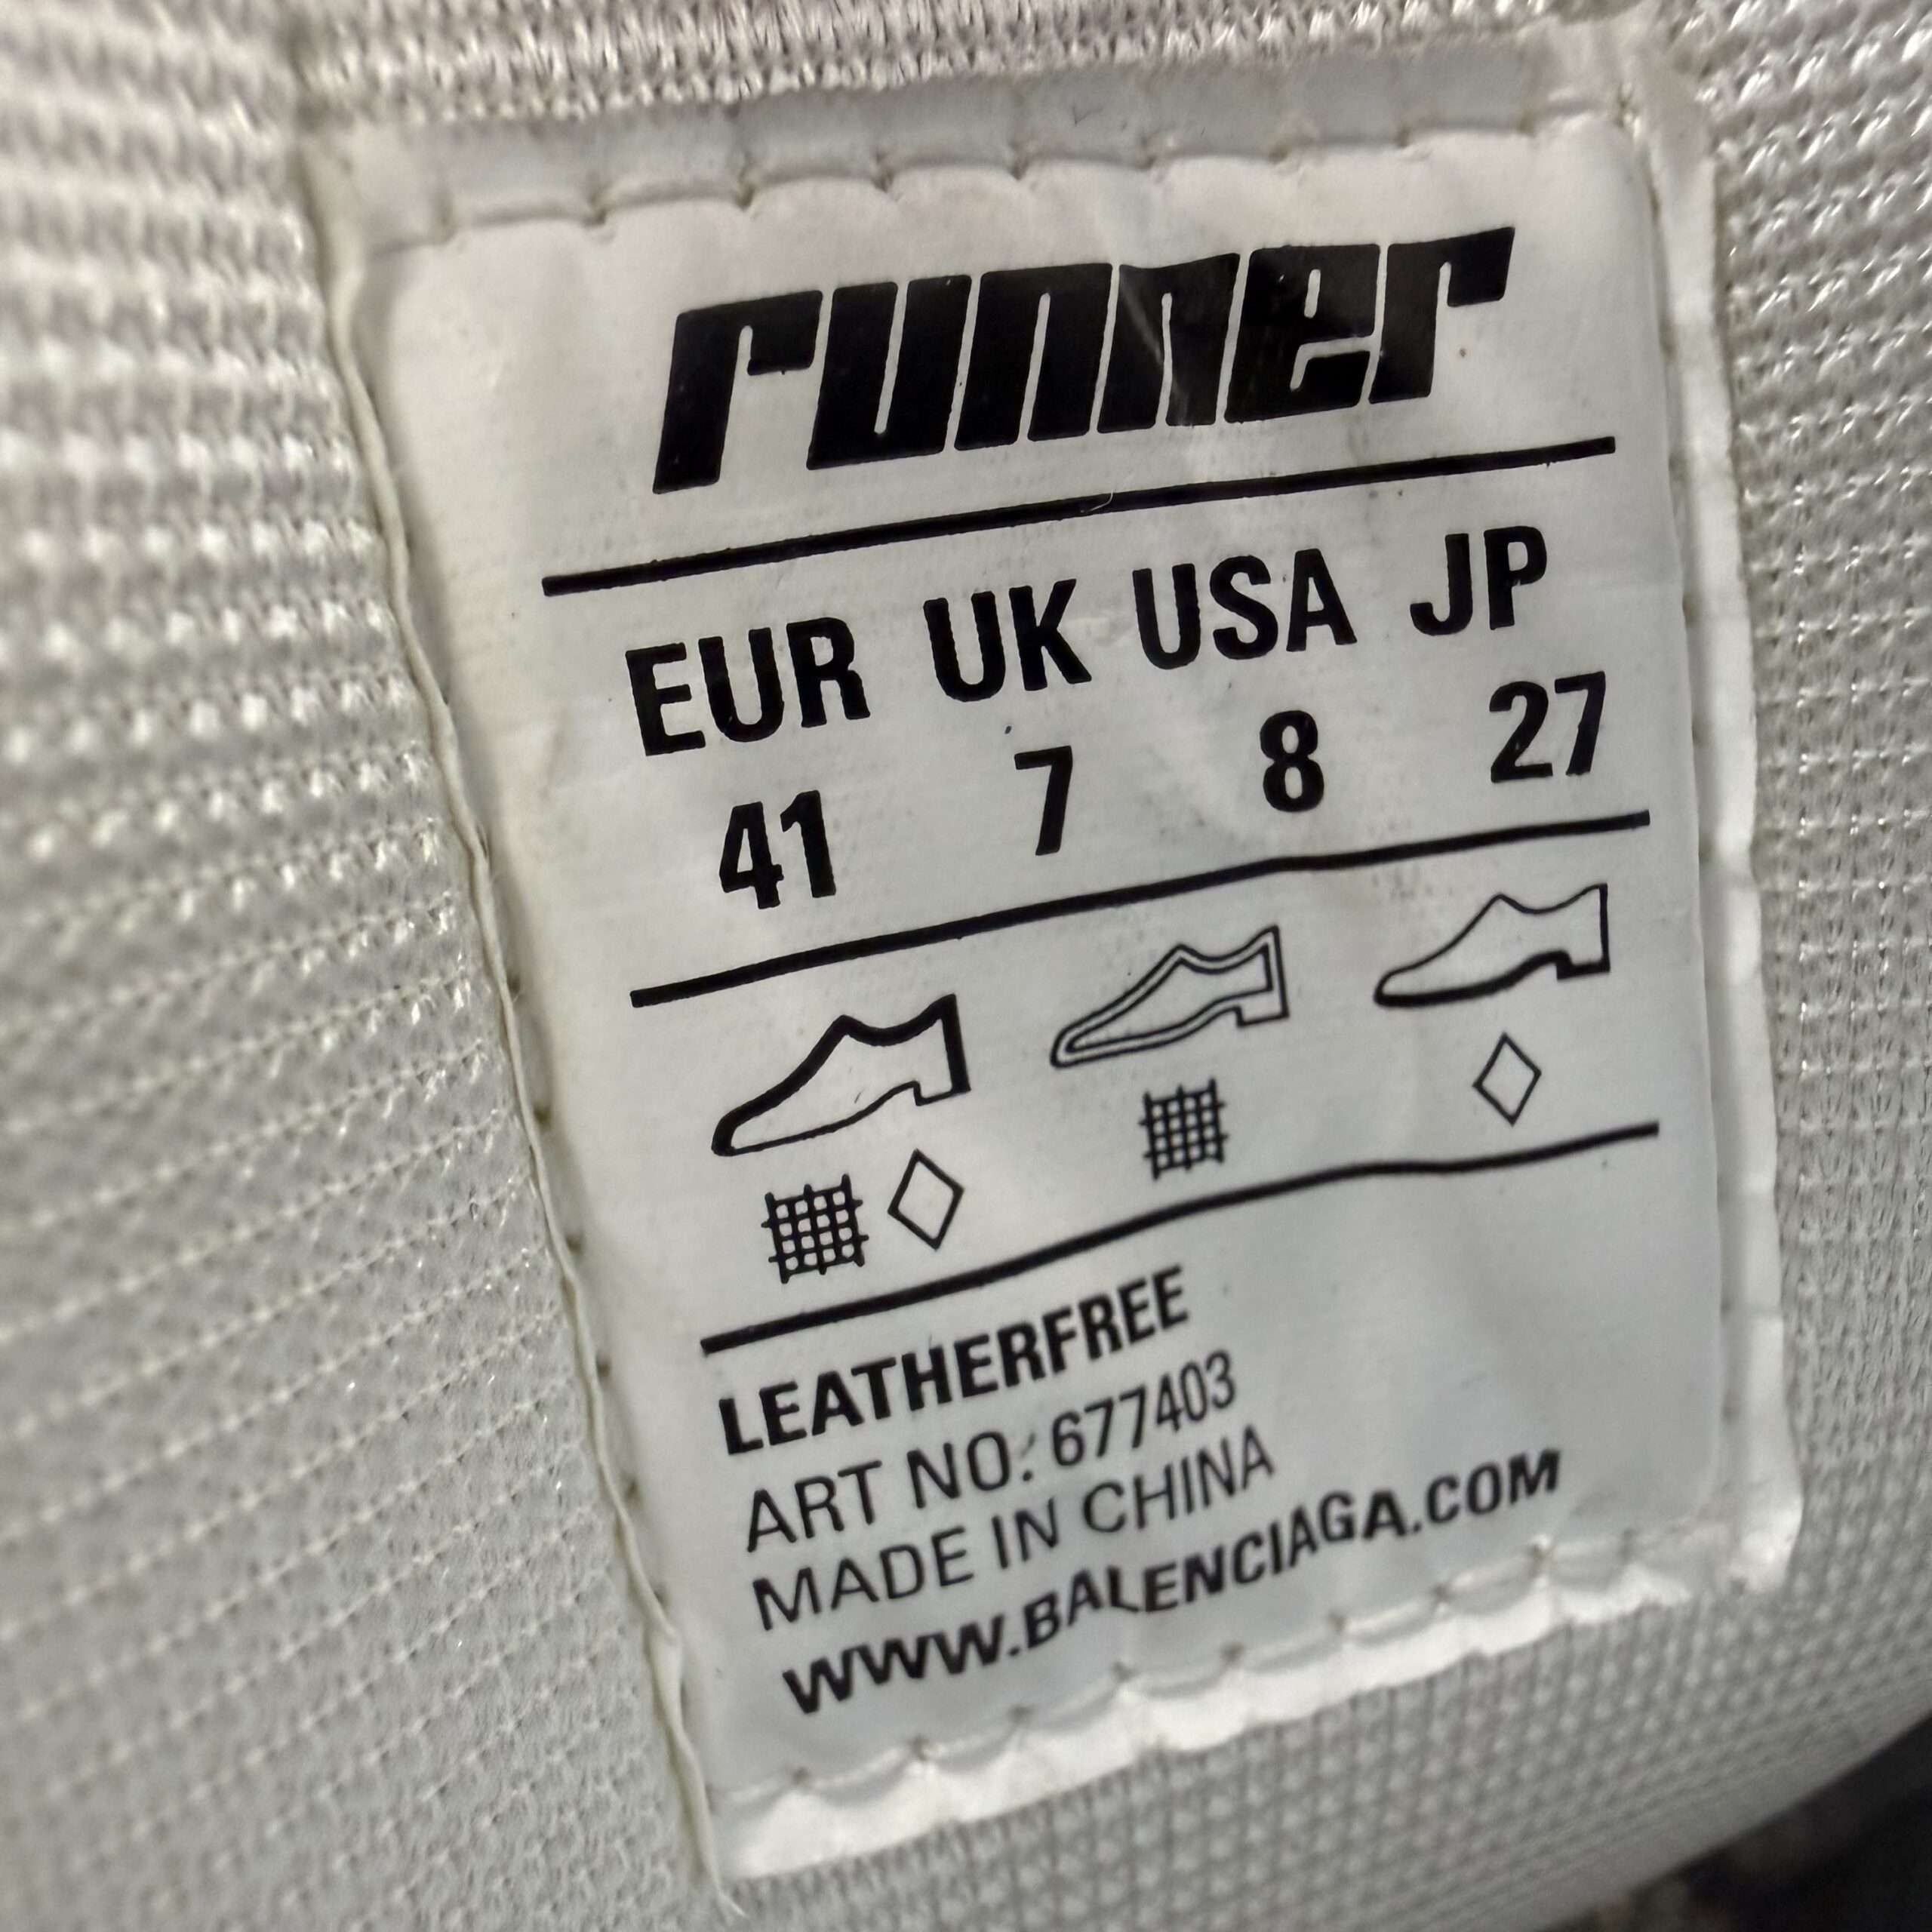 runner
EUR UK USA JP
41 7 8 27
LEATHERFREE
ART NO: 677403
MADE IN CHINA
WWW.BALENCIAGA.COM